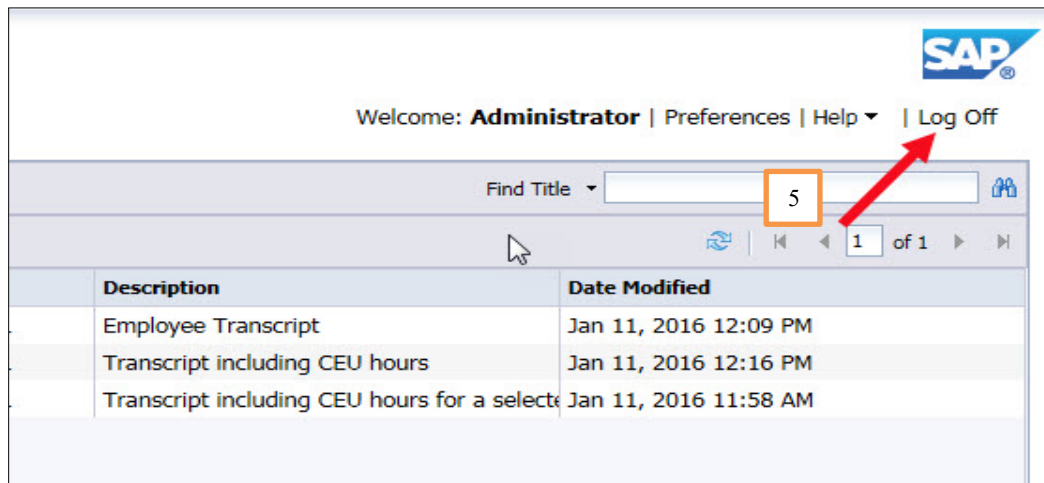 SAP®
Welcome: Administrator | Preferences | Help | Log Off
Find Title
5
1 of 1
Description Date Modified
Employee Transcript Jan 11, 2016 12:09 PM
Transcript including CEU hours Jan 11, 2016 12:16 PM
Transcript including CEU hours for a selecte Jan 11, 2016 11:58 AM